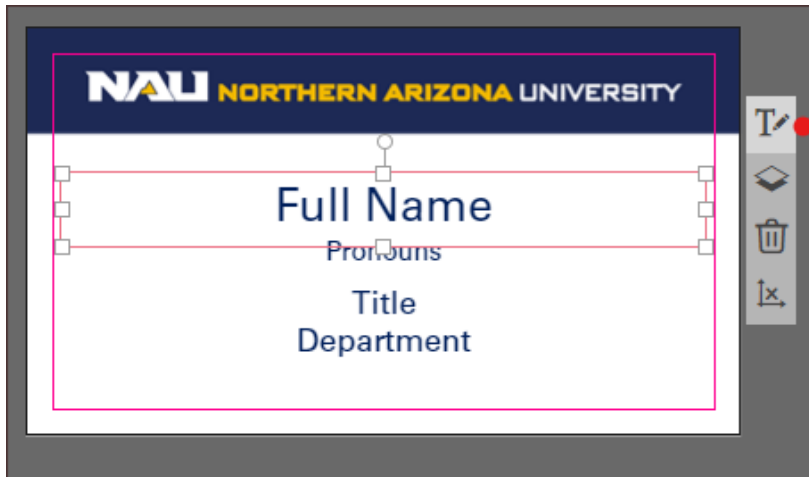 NAU NORTHERN ARIZONA UNIVERSITY
Full Name
Pronouns
Title
Department